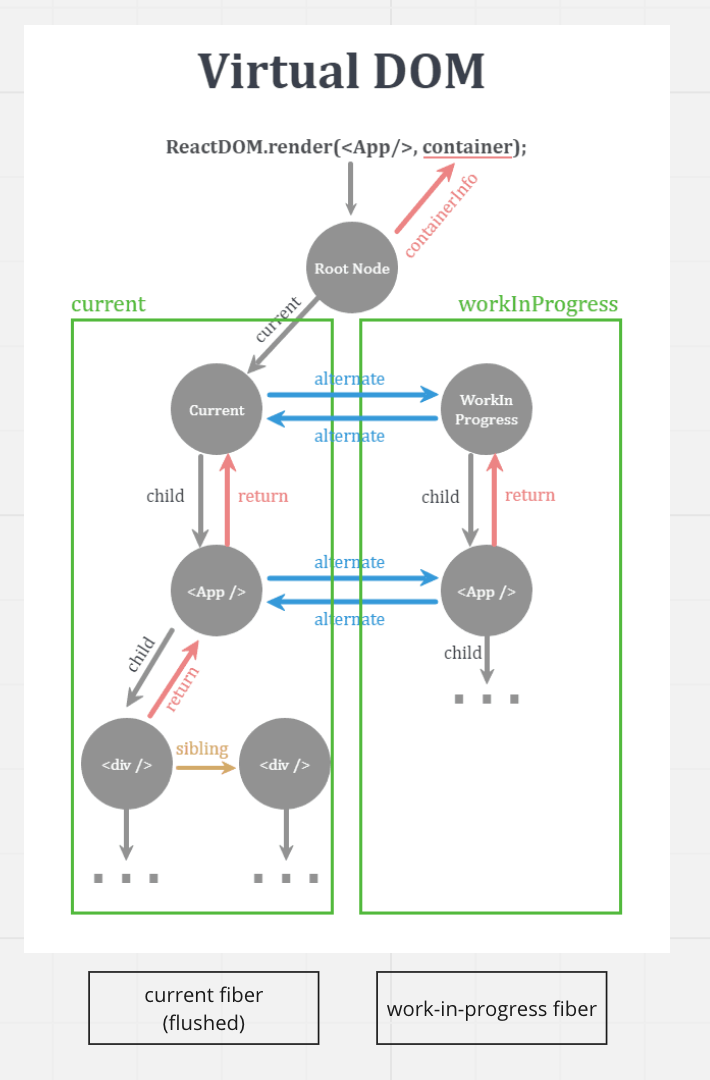 Virtual DOM
ReactDOM.render(<App/>, container);
containerInfo
Root Node
current
workInProgress
current
alternate
Current
WorkIn
Progress
alternate
child
return
child
return
alternate
<App />
<App />
alternate
child
return
child
sibling
<div />
<div />
current fiber
(flushed)
work-in-progress fiber